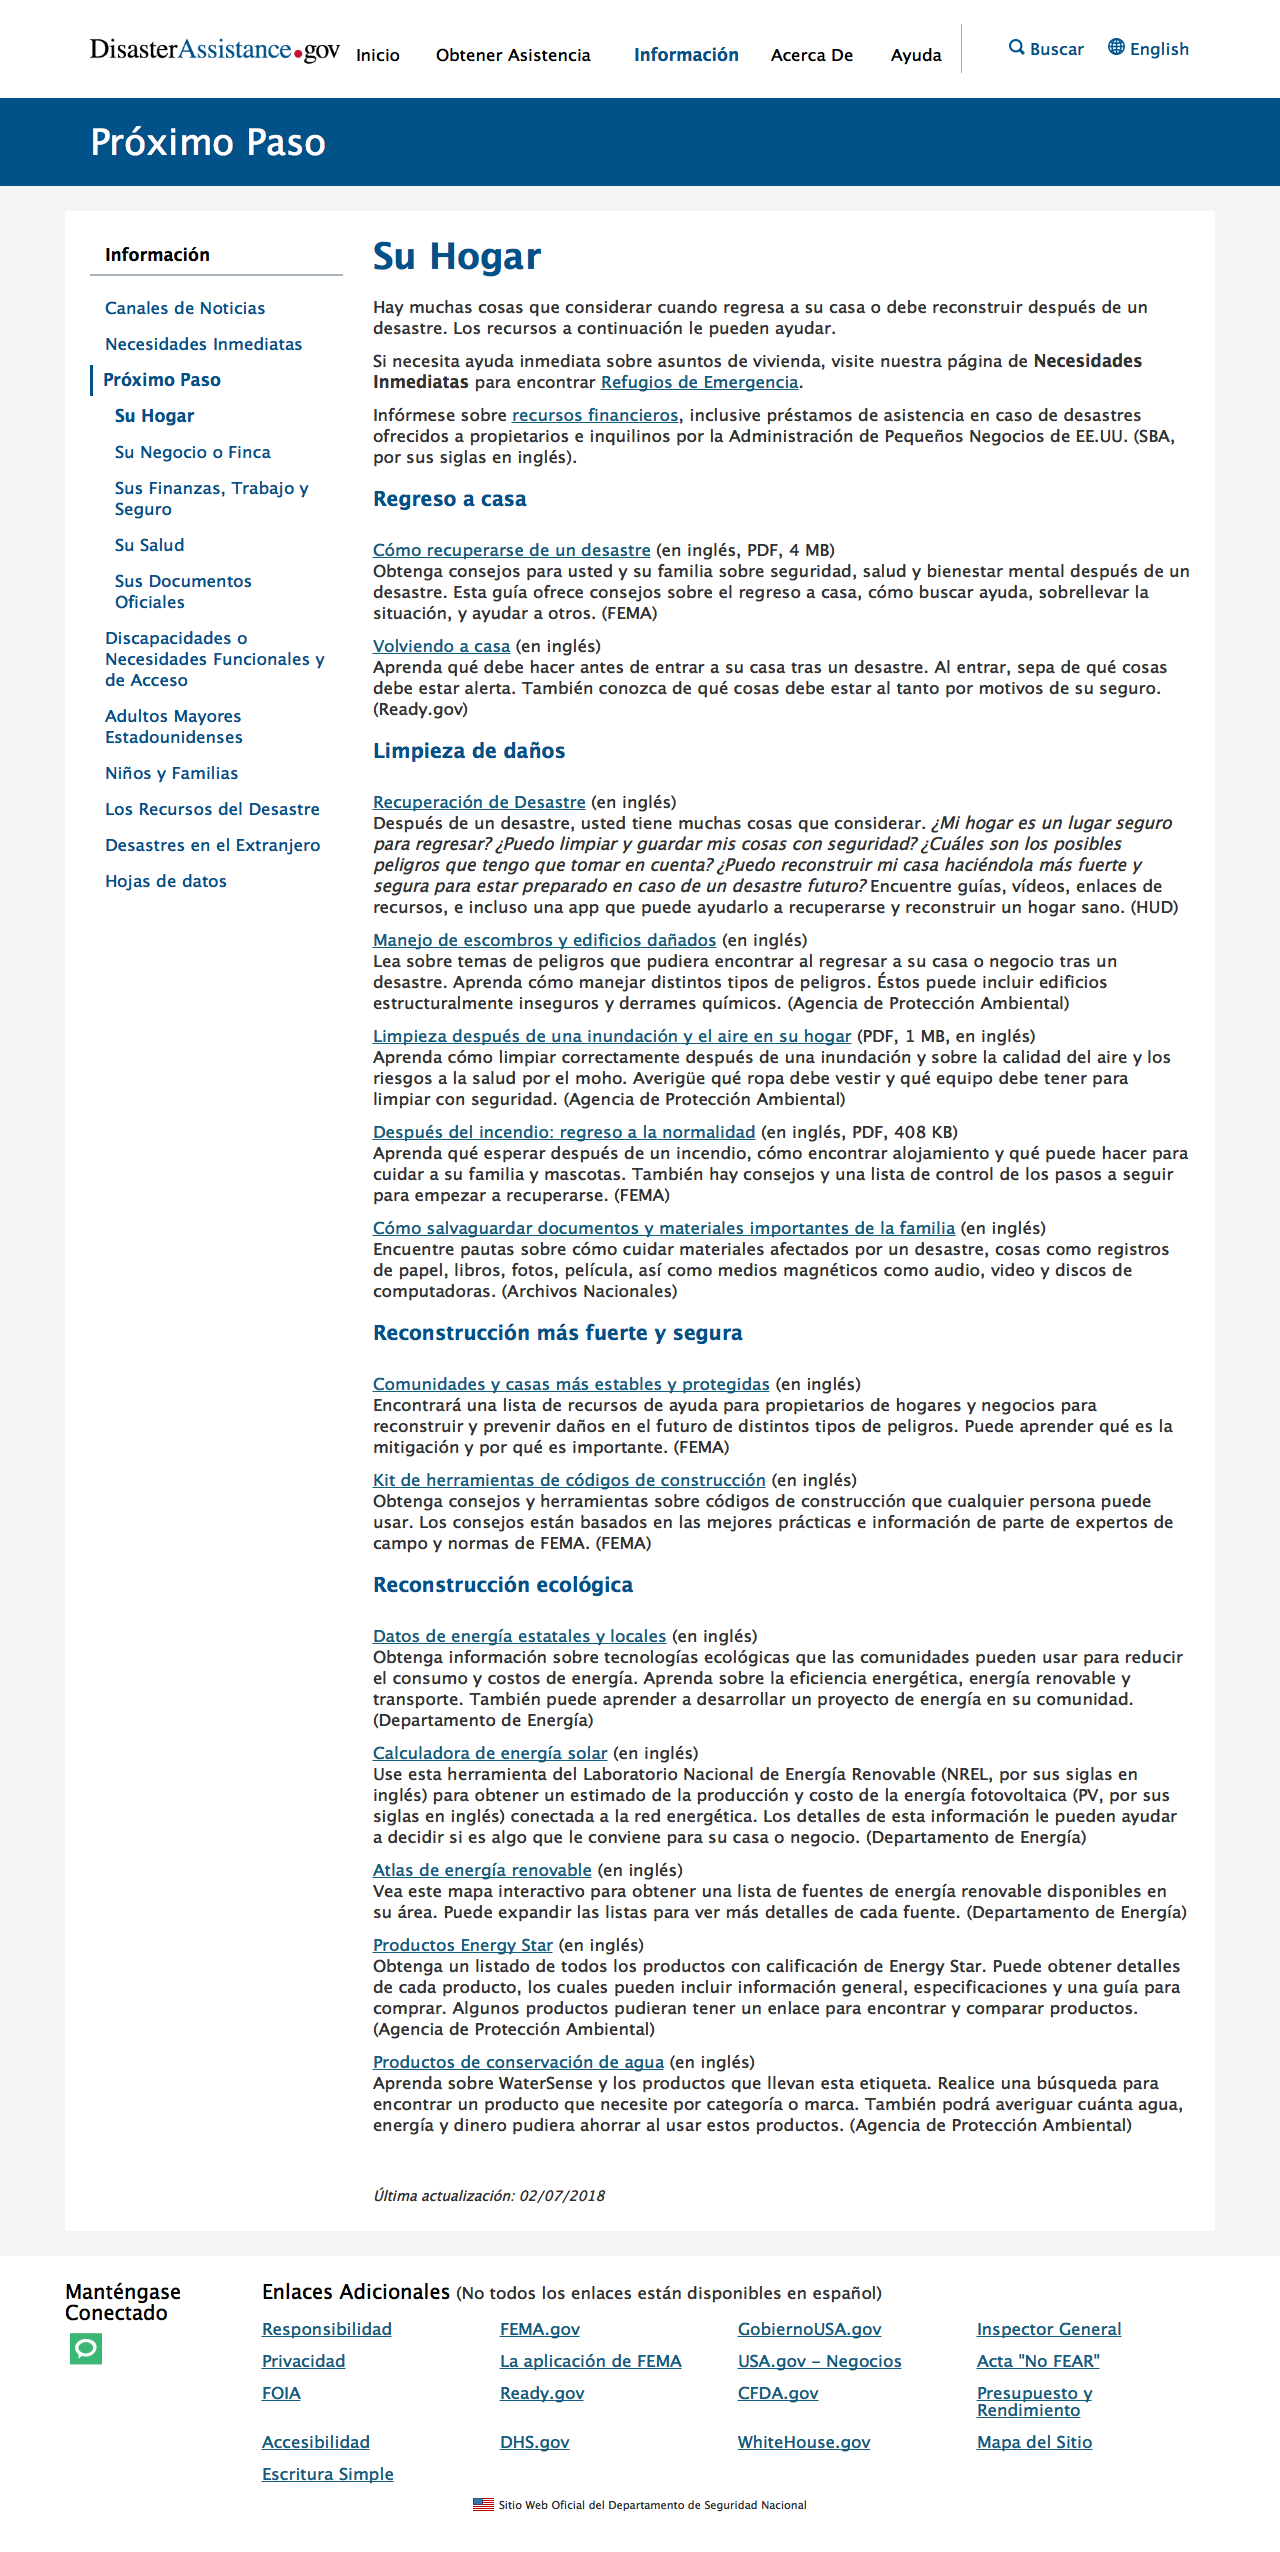 DisasterAssistance.gov
Inicio
Obtener Asistencia
Información
Acerca De
Ayuda
Buscar
English
Próximo Paso
Información
Canales de Noticias
Necesidades Inmediatas
Próximo Paso
Su Hogar
Su Negocio o Finca
Sus Finanzas, Trabajo y
Seguro
Su Salud
Sus Documentos
Oficiales
Discapacidades o
Necesidades Funcionales y
de Acceso
Adultos Mayores
Estadounidenses
Niños y Familias
Los Recursos del Desastre
Desastres en el Extranjero
Hojas de datos
Su Hogar
Hay muchas cosas que considerar cuando regresa a su casa o debe reconstruir después de un
desastre. Los recursos a continuación le pueden ayudar.
Si necesita ayuda inmediata sobre asuntos de vivienda, visite nuestra página de Necesidades
Inmediatas para encontrar Refugios de Emergencia.
Infórmese sobre recursos financieros, inclusive préstamos de asistencia en caso de desastres
ofrecidos a propietarios e inquilinos por la Administración de Pequeños Negocios de EE.UU. (SBA,
por sus siglas en inglés).
Regreso a casa
Cómo recuperarse de un desastre (en inglés, PDF, 4 MB)
Obtenga consejos para usted y su familia sobre seguridad, salud y bienestar mental después de un
desastre. Esta guía ofrece consejos sobre el regreso a casa, cómo buscar ayuda, sobrellevar la
situación, y ayudar a otros. (FEMA)
Volviendo a casa (en inglés)
Aprenda qué debe hacer antes de entrar a su casa tras un desastre. Al entrar, sepa de qué cosas
debe estar alerta. También conozca de qué cosas debe estar al tanto por motivos de su seguro.
(Ready.gov)
Limpieza de daños
Recuperación de Desastre (en inglés)
Después de un desastre, usted tiene muchas cosas que considerar. ¿Mi hogar es un lugar seguro
para regresar? ¿Puedo limpiar y guardar mis cosas con seguridad? ¿Cuáles son los posibles
peligros que tengo que tomar en cuenta? ¿Puedo reconstruir mi casa haciéndola más fuerte y
segura para estar preparado en caso de un desastre futuro? Encuentre guías, vídeos, enlaces de
recursos, e incluso una app que puede ayudarlo a recuperarse y reconstruir un hogar sano. (HUD)
Manejo de escombros y edificios dañados (en inglés)
Lea sobre temas de peligros que pudiera encontrar al regresar a su casa o negocio tras un
desastre. Aprenda cómo manejar distintos tipos de peligros. Éstos puede incluir edificios
estructuralmente inseguros y derrames químicos. (Agencia de Protección Ambiental)
Limpieza después de una inundación y el aire en su hogar (PDF, 1 MB, en inglés)
Aprenda cómo limpiar correctamente después de una inundación y sobre la calidad del aire y los
riesgos a la salud por el moho. Averigüe qué ropa debe vestir y qué equipo debe tener para
limpiar con seguridad. (Agencia de Protección Ambiental)
Después del incendio: regreso a la normalidad (en inglés, PDF, 408 KB)
Aprenda qué esperar después de un incendio, cómo encontrar alojamiento y qué puede hacer para
cuidar a su familia y mascotas. También hay consejos y una lista de control de los pasos a seguir
para empezar a recuperarse. (FEMA)
Cómo salvaguardar documentos y materiales importantes de la familia (en inglés)
Encuentre pautas sobre cómo cuidar materiales afectados por un desastre, cosas como registros
de papel, libros, fotos, película, así como medios magnéticos como audio, video y discos de
computadoras. (Archivos Nacionales)
Reconstrucción más fuerte y segura
Comunidades y casas más estables y protegidas (en inglés)
Encontrará una lista de recursos de ayuda para propietarios de hogares y negocios para
reconstruir y prevenir daños en el futuro de distintos tipos de peligros. Puede aprender qué es la
mitigación y por qué es importante. (FEMA)
Kit de herramientas de códigos de construcción (en inglés)
Obtenga consejos y herramientas sobre códigos de construcción que cualquier persona puede
usar. Los consejos están basados en las mejores prácticas e información de parte de expertos de
campo y normas de FEMA. (FEMA)
Reconstrucción ecológica
Datos de energía estatales y locales (en inglés)
Obtenga información sobre tecnologías ecológicas que las comunidades pueden usar para reducir
el consumo y costos de energía. Aprenda sobre la eficiencia energética, energía renovable y
transporte. También puede aprender a desarrollar un proyecto de energía en su comunidad.
(Departamento de Energía)
Calculadora de energía solar (en inglés)
Use esta herramienta del Laboratorio Nacional de Energía Renovable (NREL, por sus siglas en
inglés) para obtener un estimado de la producción y costo de la energía fotovoltaica (PV, por sus
siglas en inglés) conectada a la red energética. Los detalles de esta información le pueden ayudar
a decidir si es algo que le conviene para su casa o negocio. (Departamento de Energía)
Atlas de energía renovable (en inglés)
Vea este mapa interactivo para obtener una lista de fuentes de energía renovable disponibles en
su área. Puede expandir las listas para ver más detalles de cada fuente. (Departamento de Energía)
Productos Energy Star (en inglés)
Obtenga un listado de todos los productos con calificación de Energy Star. Puede obtener detalles
de cada producto, los cuales pueden incluir información general, especificaciones y una guía para
comprar. Algunos productos pudieran tener un enlace para encontrar y comparar productos.
(Agencia de Protección Ambiental)
Productos de conservación de agua (en inglés)
Aprenda sobre WaterSense y los productos que llevan esta etiqueta. Realice una búsqueda para
encontrar un producto que necesite por categoría o marca. También podrá averiguar cuánta agua,
energía y dinero pudiera ahorrar al usar estos productos. (Agencia de Protección Ambiental)
Última actualización: 02/07/2018
Manténgase
Conectado
Enlaces Adicionales (No todos los enlaces están disponibles en español)
Responsibilidad
FEMA.gov
GobiernoUSA.gov
Inspector General
Privacidad
La aplicación de FEMA
USA.gov - Negocios
Acta "No FEAR"
FOIA
Ready.gov
CFDA.gov
Presupuesto y
Rendimiento
Accesibilidad
DHS.gov
WhiteHouse.gov
Mapa del Sitio
Escritura Simple
Sitio Web Oficial del Departamento de Seguridad Nacional